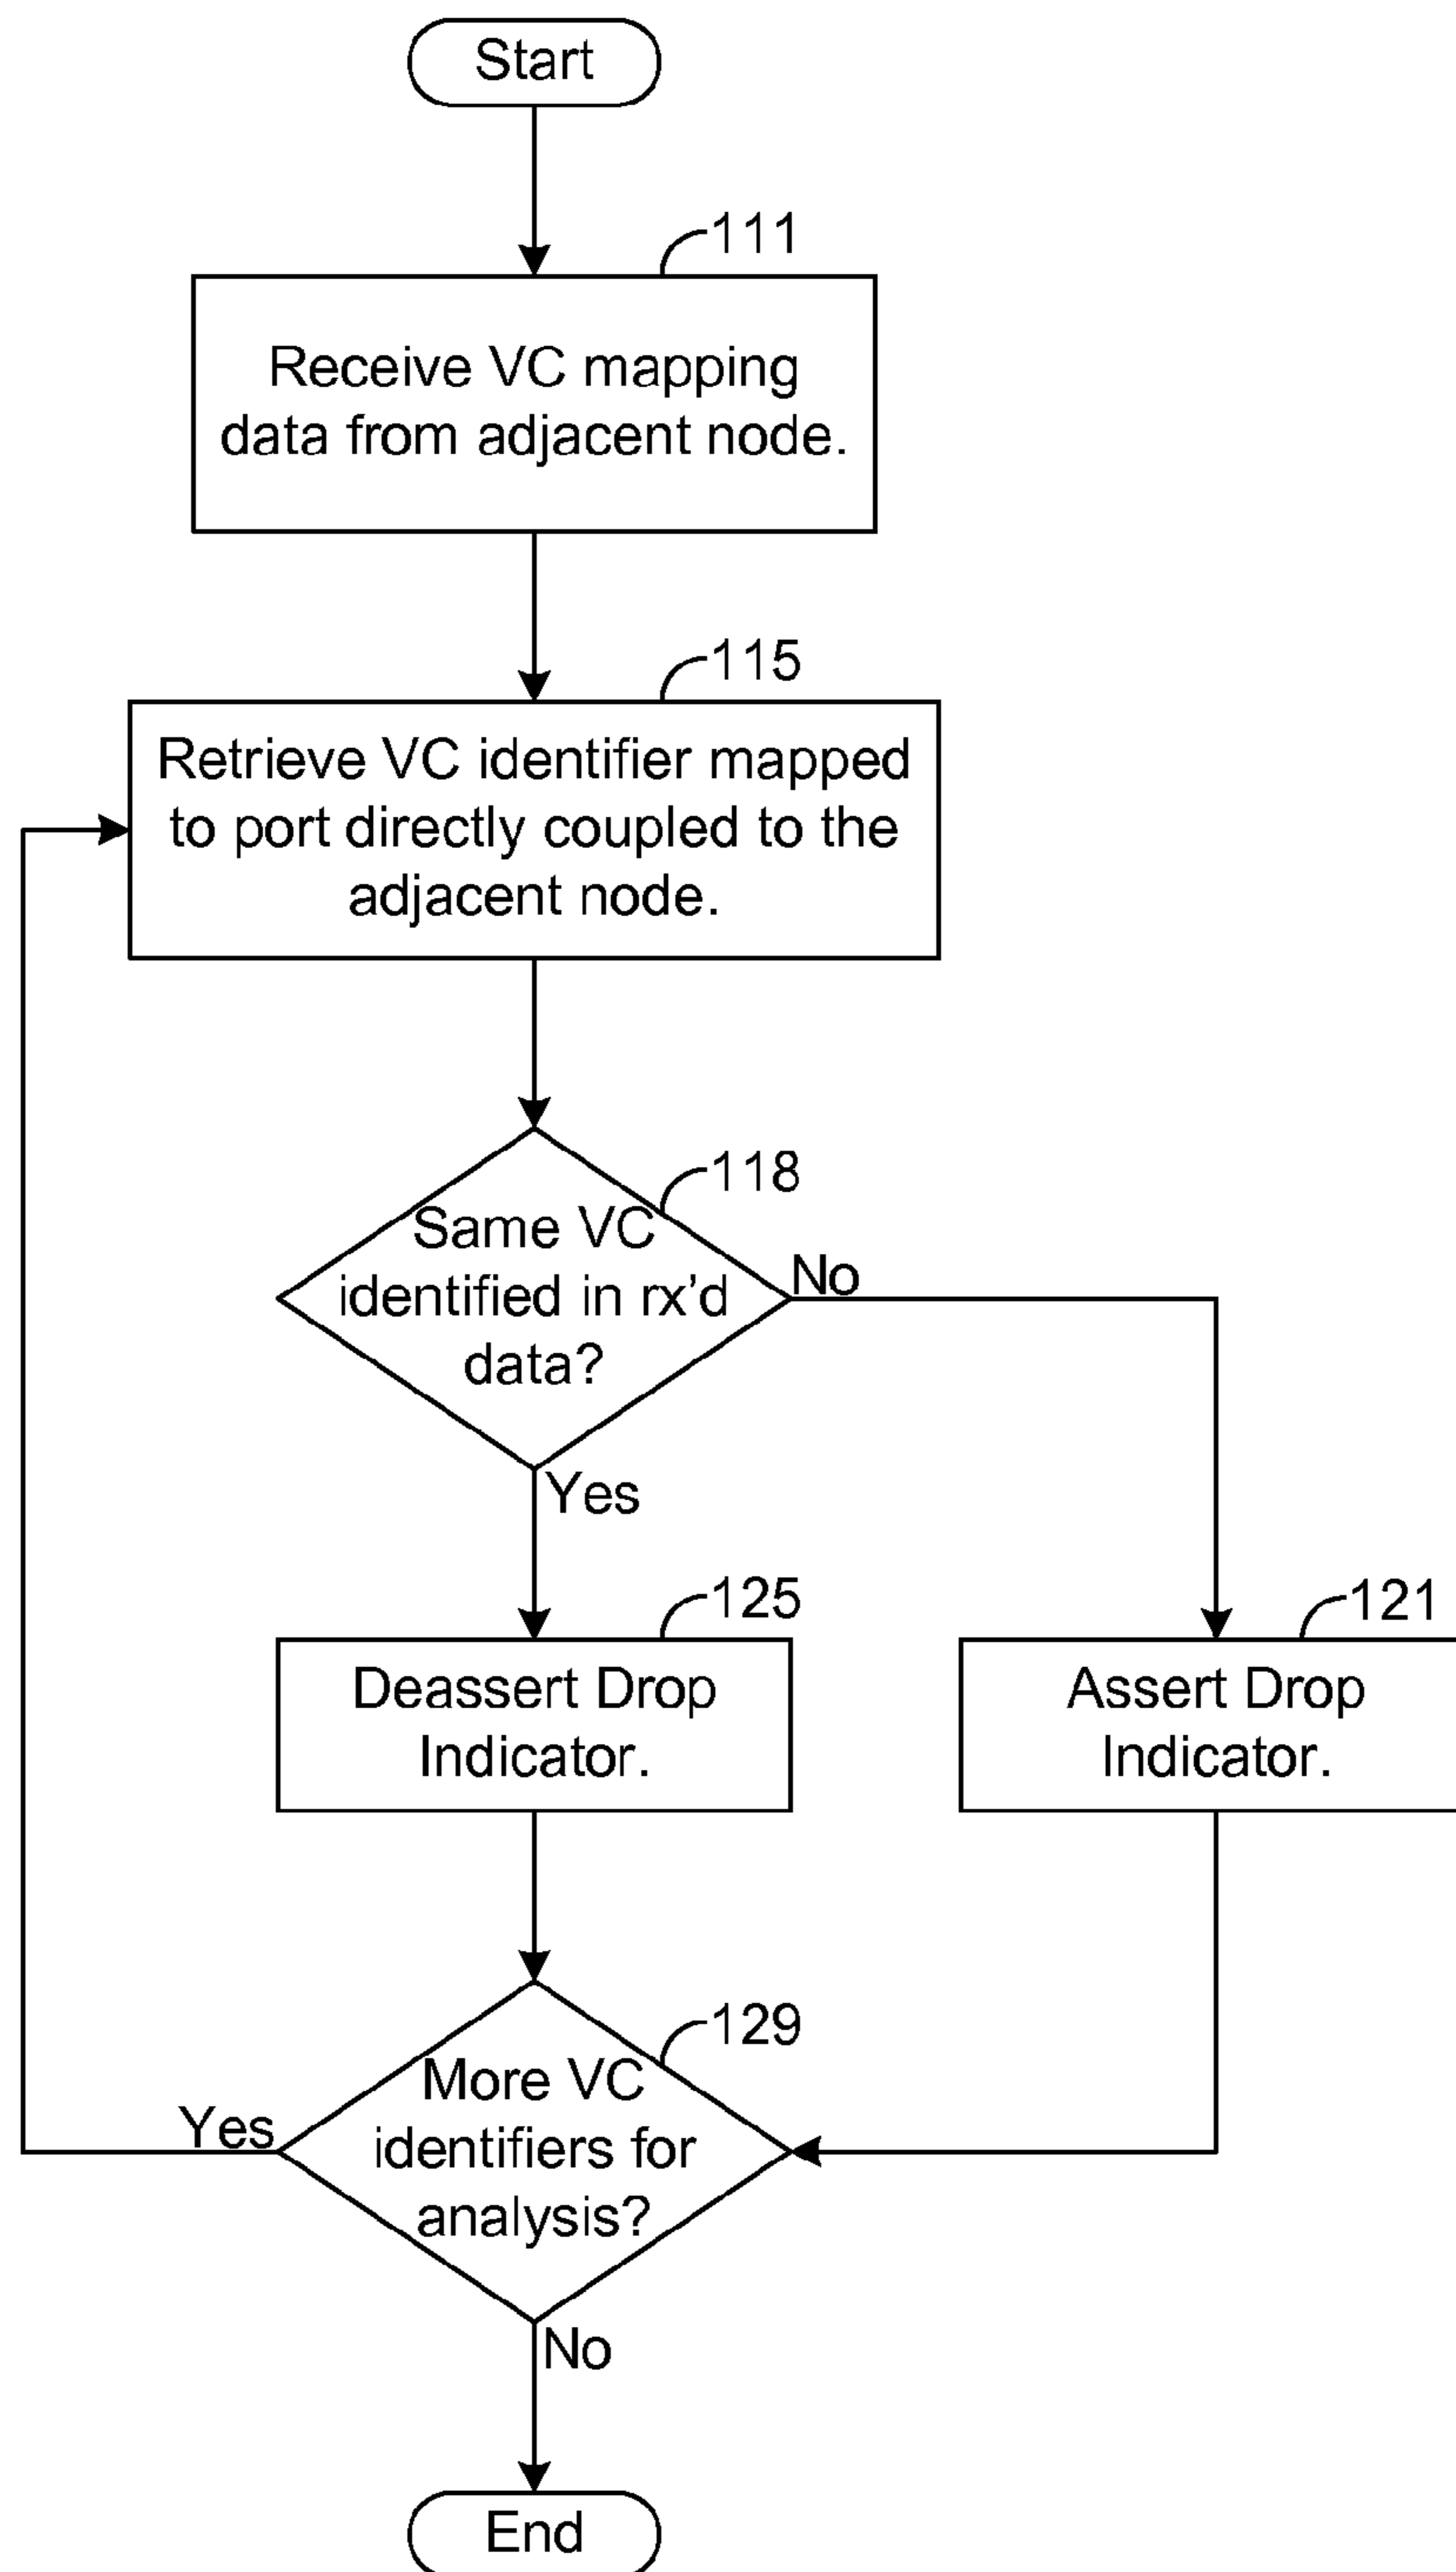 Start
111
Receive VC mapping
data from adjacent node.
115
Retrieve VC identifier mapped
to port directly coupled to the
adjacent node.
118
Same VC
identified in rx’d
data?
No
Yes
125
Deassert Drop
Indicator.
121
Assert Drop
Indicator.
129
More VC
identifiers for
analysis?
Yes
No
End